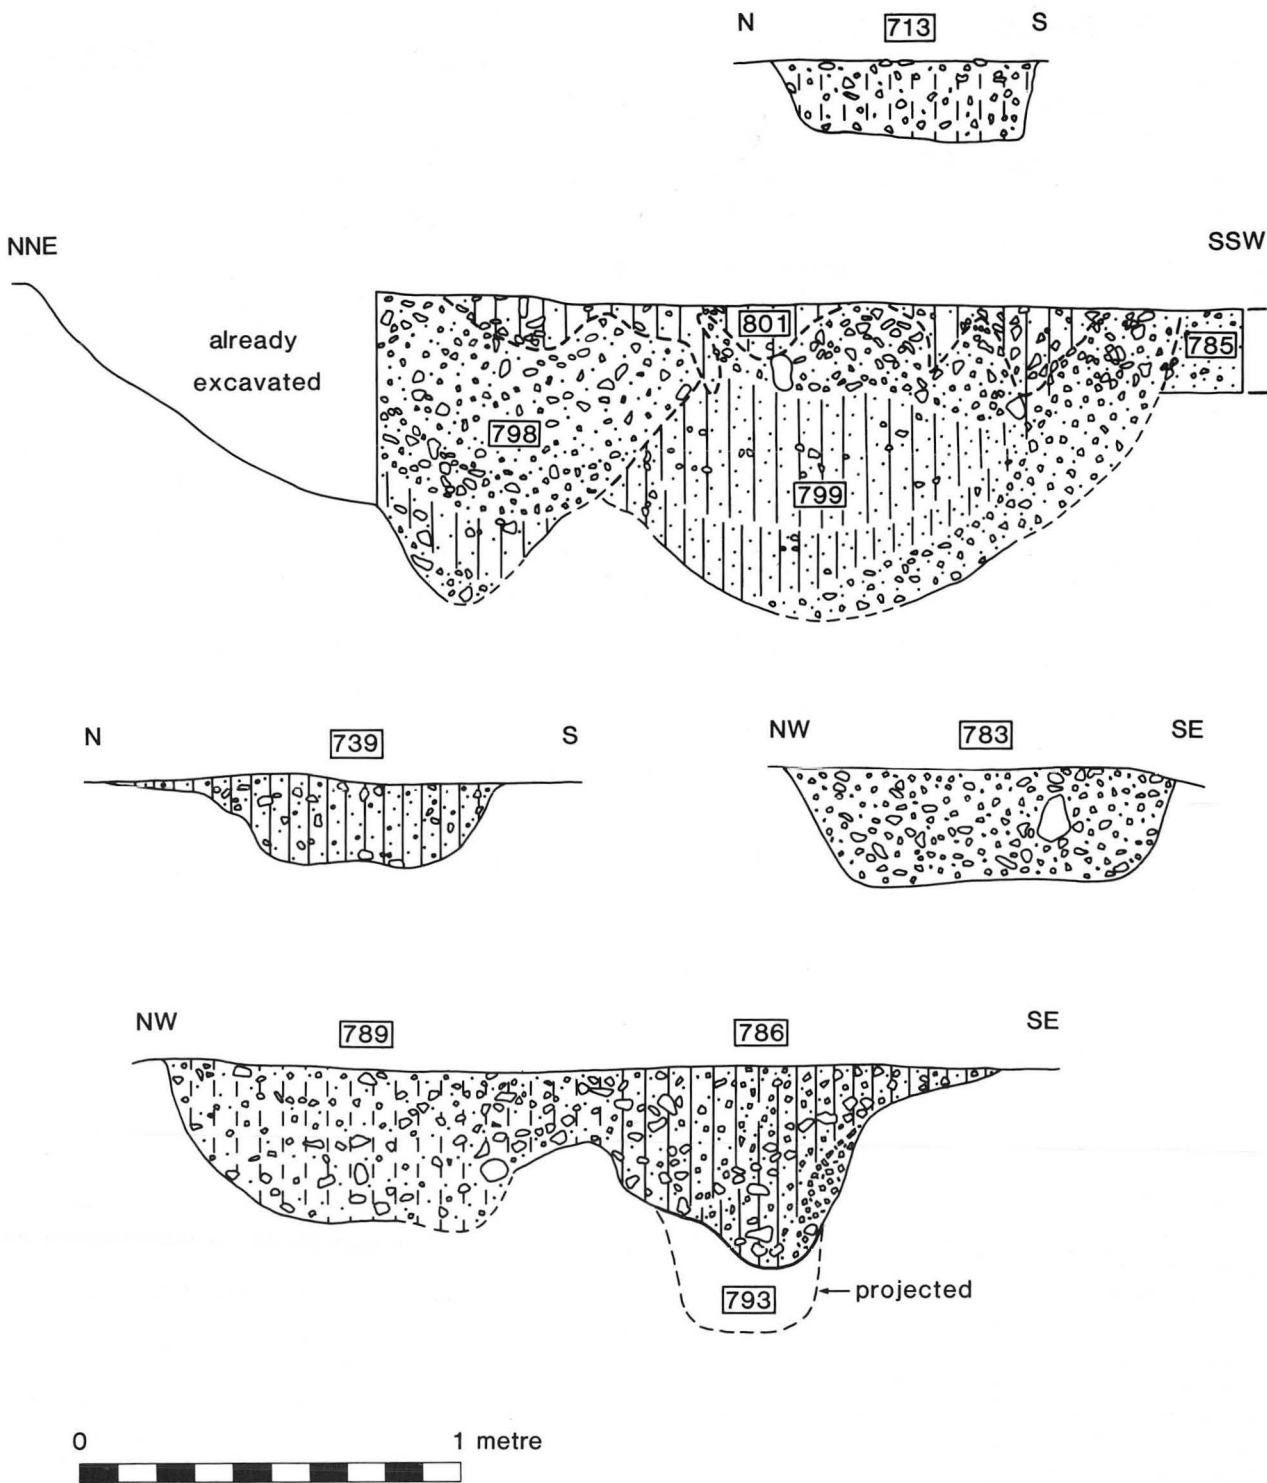 N 713 S
NNE SSW
already
excavated
801
785
798
799
N 739 S
NW 783 SE
NW 789 786 SE
793 projected
0 1 metre